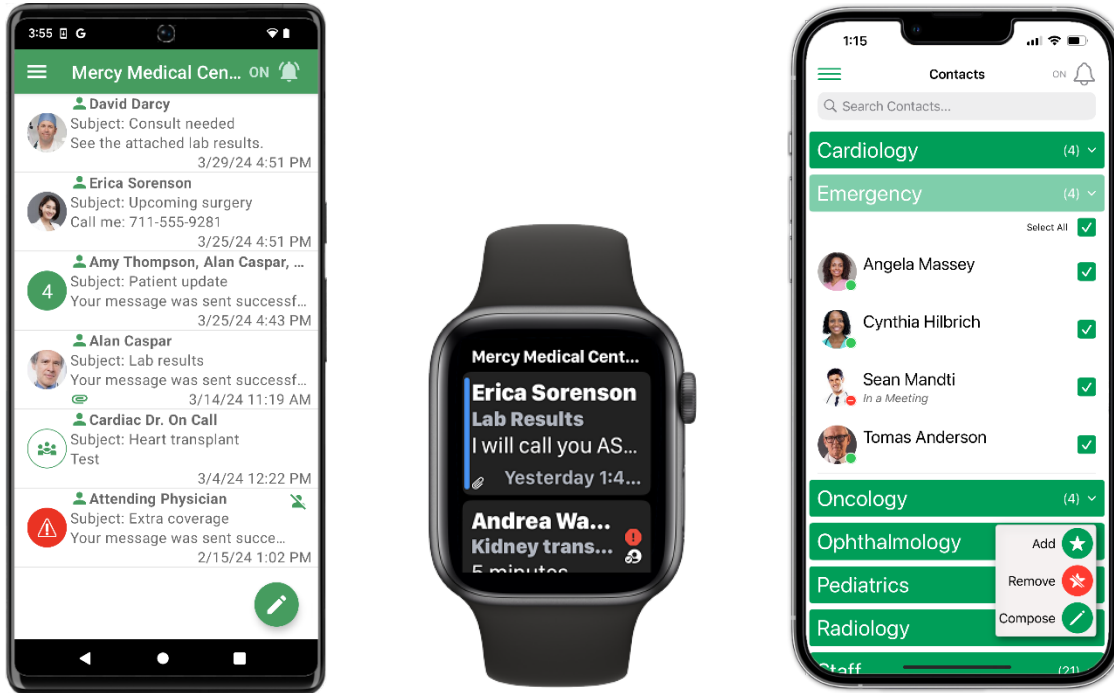 3:55 G
Mercy Medical Cen... ON
David Darcy
Subject: Consult needed
See the attached lab results.
3/29/24 4:51 PM
Erica Sorenson
Subject: Upcoming surgery
Call me: 711-555-9281
3/25/24 4:51 PM
Amy Thompson, Alan Caspar, ...
4
Subject: Patient update
Your message was sent successf...
3/25/24 4:43 PM
Alan Caspar
Subject: Lab results
Your message was sent successf...
3/14/24 11:19 AM
Cardiac Dr. On Call
Subject: Heart transplant
Test
3/4/24 12:22 PM
Attending Physician
Subject: Extra coverage
Your message was sent succe...
2/15/24 1:02 PM
Mercy Medical Cent...
Erica Sorenson
Lab Results
I will call you AS...
Yesterday 1:4...
Andrea Wa...
Kidney trans...
5 minutes
1:15
Contacts ON
Search Contacts...
Cardiology (4)
Emergency (4)
Select All
Angela Massey
Cynthia Hilbrich
Sean Mandti
In a Meeting
Tomas Anderson
Oncology (4)
Ophthalmology
Add
Pediatrics
Remove
Radiology
Compose
Staff (21)